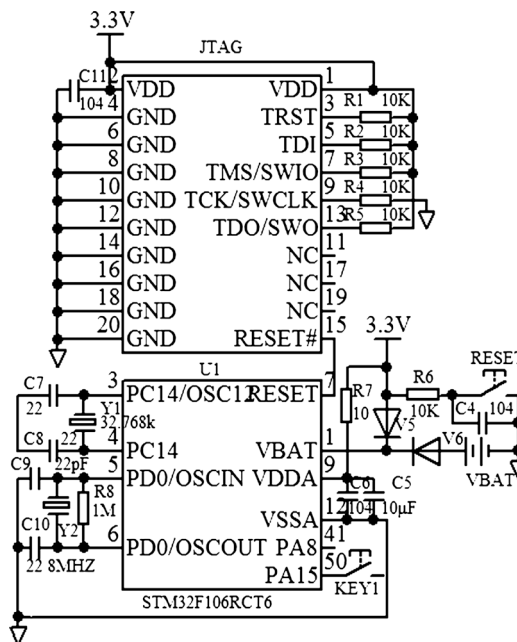 3.3V
JTAG
C11 104
2 VDD VDD 1
4 GND TRST 3 R1 10K
6 GND TDI 5 R2 10K
8 GND TMS/SWIO 7 R3 10K
10 GND TCK/SWCLK 9 R4 10K
12 GND TDO/SWO 13 R5 10K
14 GND NC 11
16 GND NC 17
18 GND NC 19
20 GND RESET# 15
U1
3.3V
C7 22
3 PC14/OSC12 RESET 7
Y1 32.768k
R7 10
R6 10K
RESET
C4 104
C8 22pF
22
4 PC14 VBAT 1
V5
V6
VBAT
C9 22
5 PD0/OSCIN VDDA 9
R8 1M
C6 104
C5 10μF
VSSA 12
C10 22
Y2 8MHZ
6 PD0/OSCOUT PA8 41
PA15 50
KEY1
STM32F106RCT6